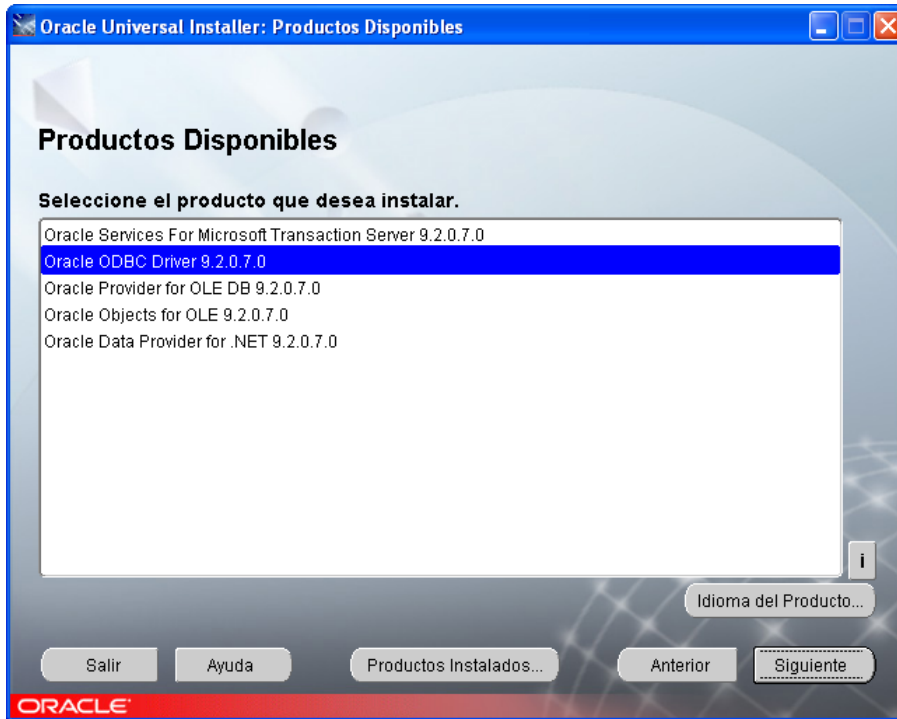 Oracle Universal Installer: Productos Disponibles
Productos Disponibles
Seleccione el producto que desea instalar.
Oracle Services For Microsoft Transaction Server 9.2.0.7.0
Oracle ODBC Driver 9.2.0.7.0
Oracle Provider for OLE DB 9.2.0.7.0
Oracle Objects for OLE 9.2.0.7.0
Oracle Data Provider for .NET 9.2.0.7.0
i
Idioma del Producto...
Salir Ayuda Productos Instalados... Anterior Siguiente
ORACLE